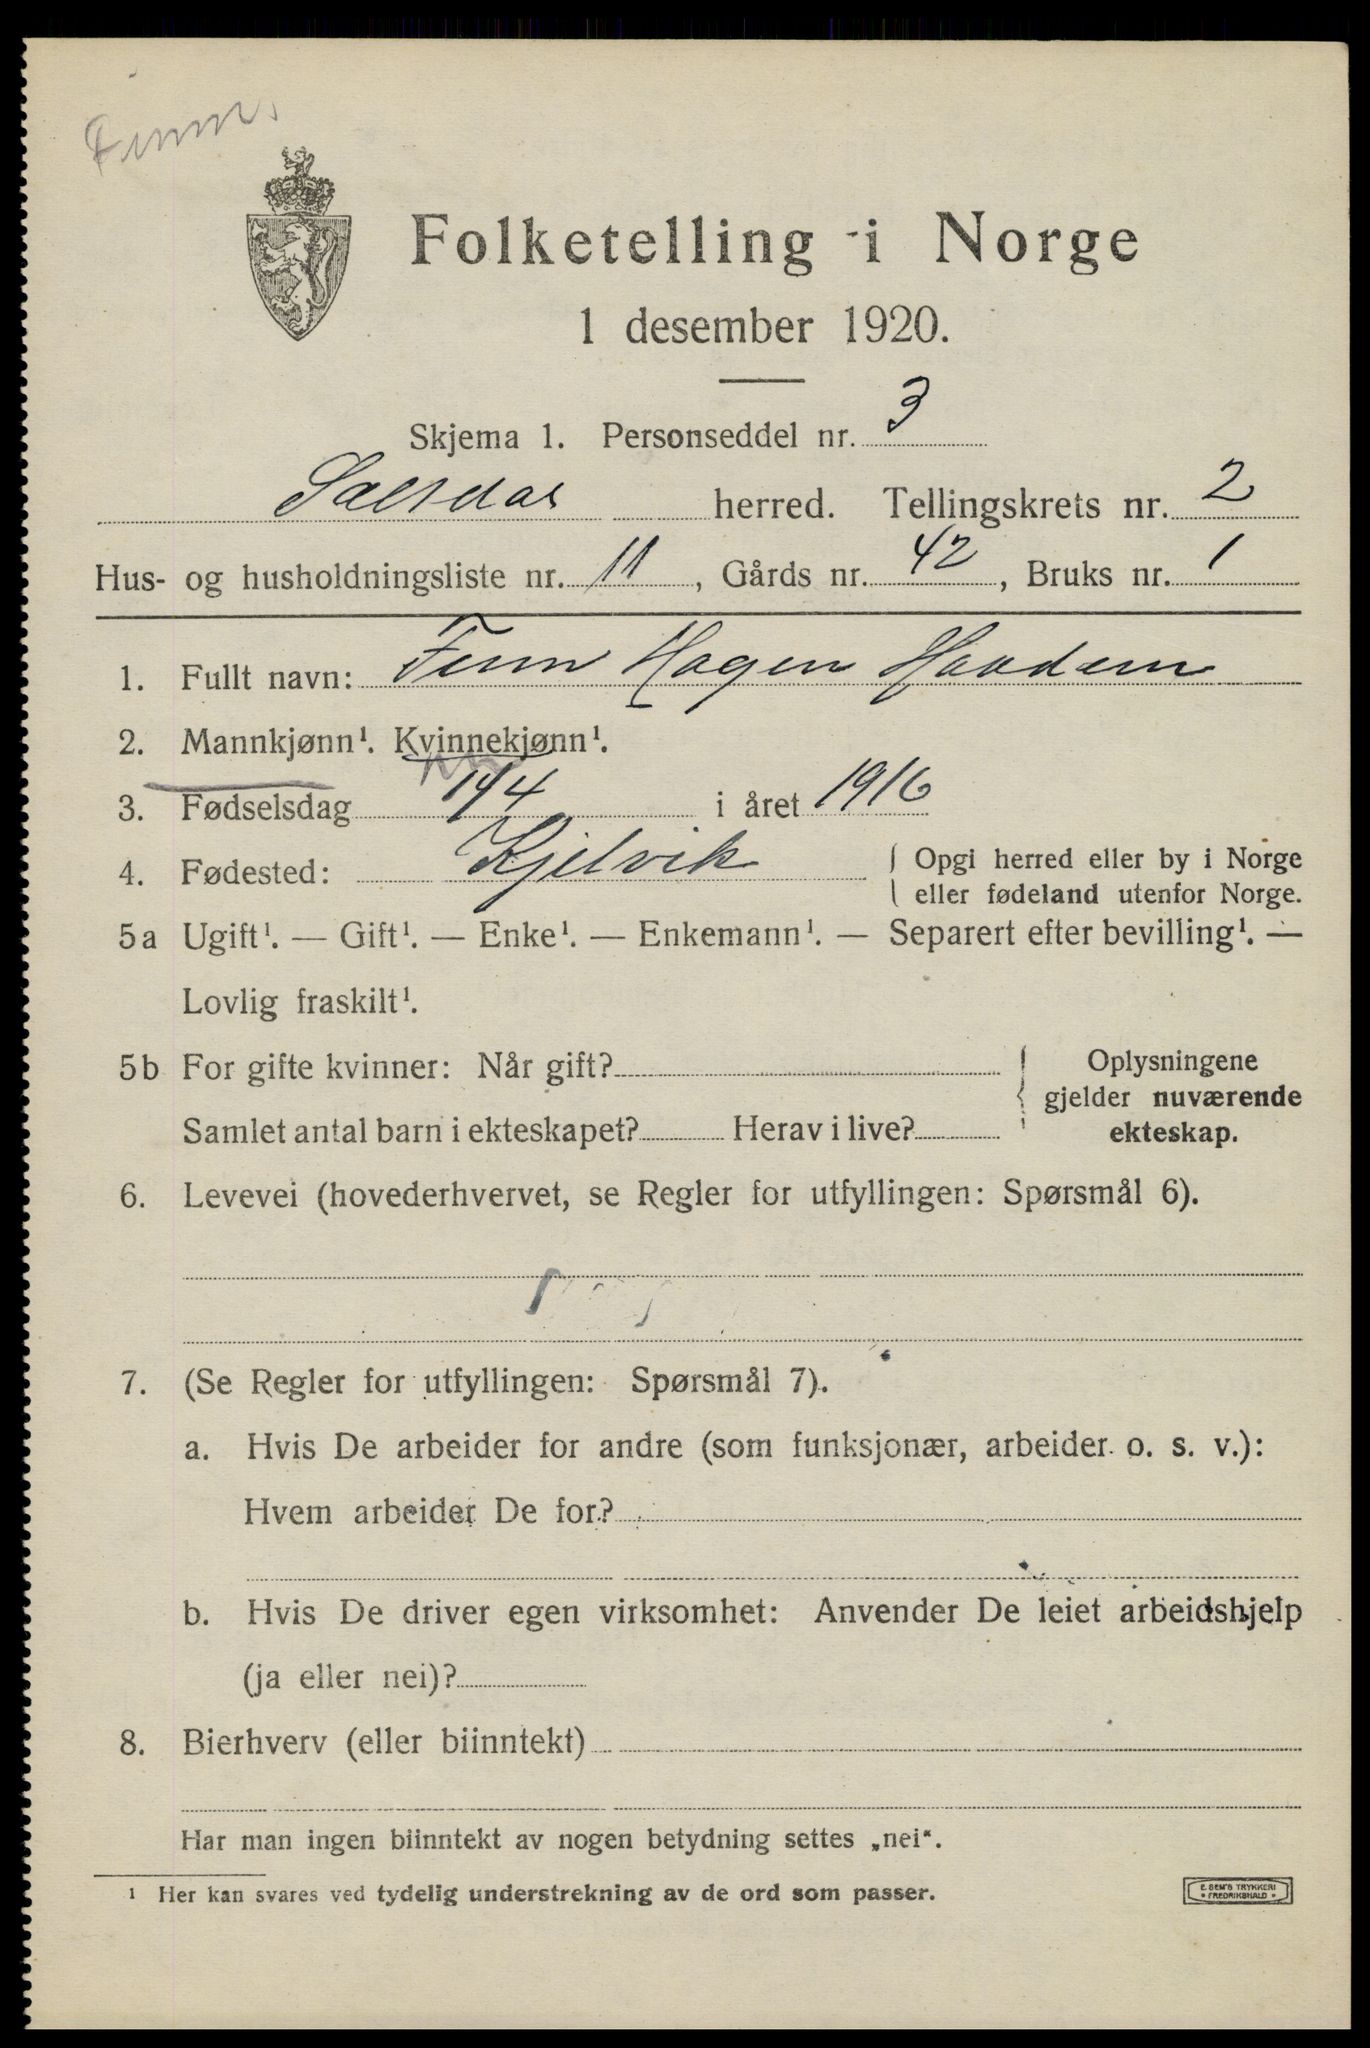 Finn.
Folketelling i Norge
1 desember 1920.
Skjema 1. Personseddel nr. 3
Saltdal herred. Tellingskrets nr. 2
Hus- og husholdningsliste nr. 11, Gårds nr. 42, Bruks nr. 1
1. Fullt navn: Finn Hagen Haadem
2. Mannkjønn¹. Kvinnekjønn¹.
3. Fødselsdag 14/4 i året 1916
4. Fødested: Kjelvik { Opgi herred eller by i Norge
eller fødeland utenfor Norge.
5a Ugift¹. — Gift¹. — Enke¹. — Enkemann¹. — Separert efter bevilling¹. —
Lovlig fraskilt¹.
5b For gifte kvinner: Når gift? { Oplysningene
gjelder nuværende
Samlet antal barn i ekteskapet? Herav i live? ekteskap.
6. Levevei (hovederhvervet, se Regler for utfyllingen: Spørsmål 6).
7. (Se Regler for utfyllingen: Spørsmål 7).
a. Hvis De arbeider for andre (som funksjonær, arbeider o. s. v.):
Hvem arbeider De for?
b. Hvis De driver egen virksomhet: Anvender De leiet arbeidshjelp
(ja eller nei)?
8. Bierhverv (eller biinntekt)
Har man ingen biinntekt av nogen betydning settes „nei“.
¹ Her kan svares ved tydelig understrekning av de ord som passer.
E. SEM'S TRYKKERI
FREDRIKSHALD